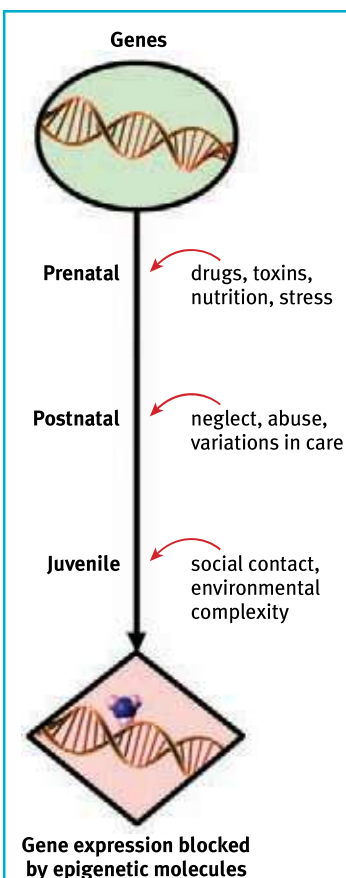 Genes
Prenatal
drugs, toxins,
nutrition, stress
Postnatal
neglect, abuse,
variations in care
Juvenile
social contact,
environmental
complexity
Gene expression blocked
by epigenetic molecules